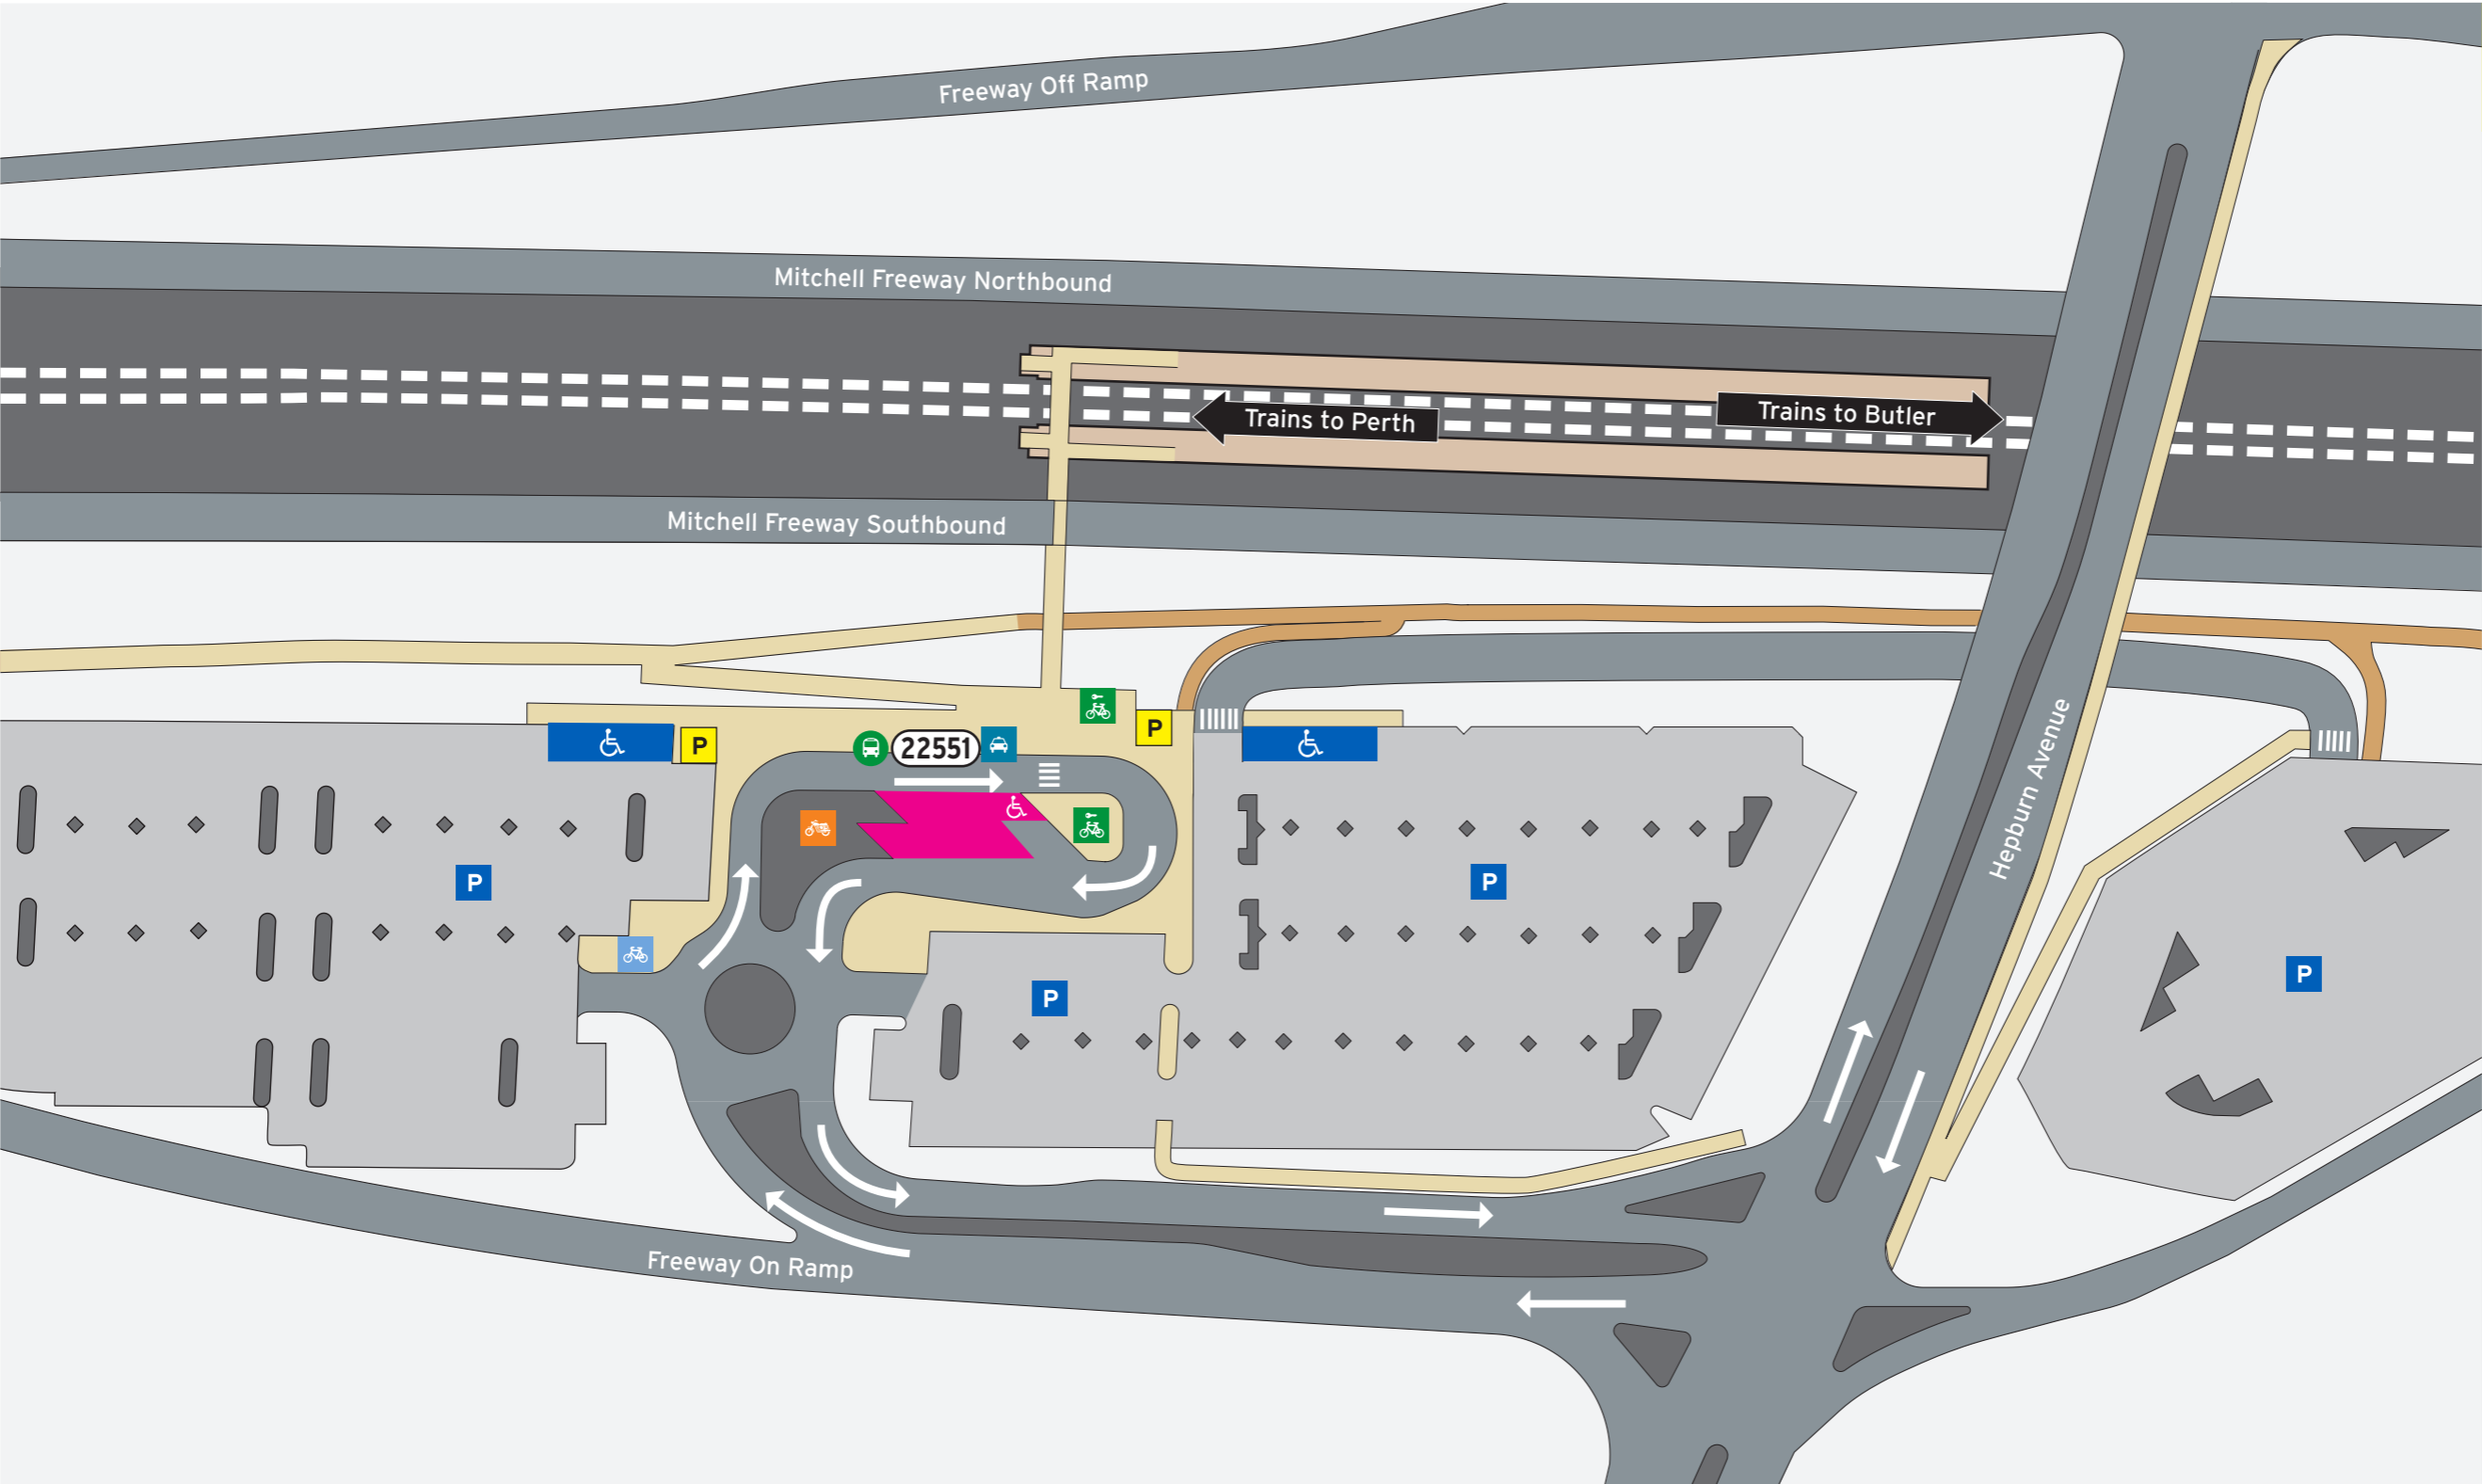 Freeway Off Ramp
Mitchell Freeway Northbound
Trains to Perth
Trains to Butler
Mitchell Freeway Southbound
P
22551
P
Hepburn Avenue
P
P
P
P
Freeway On Ramp